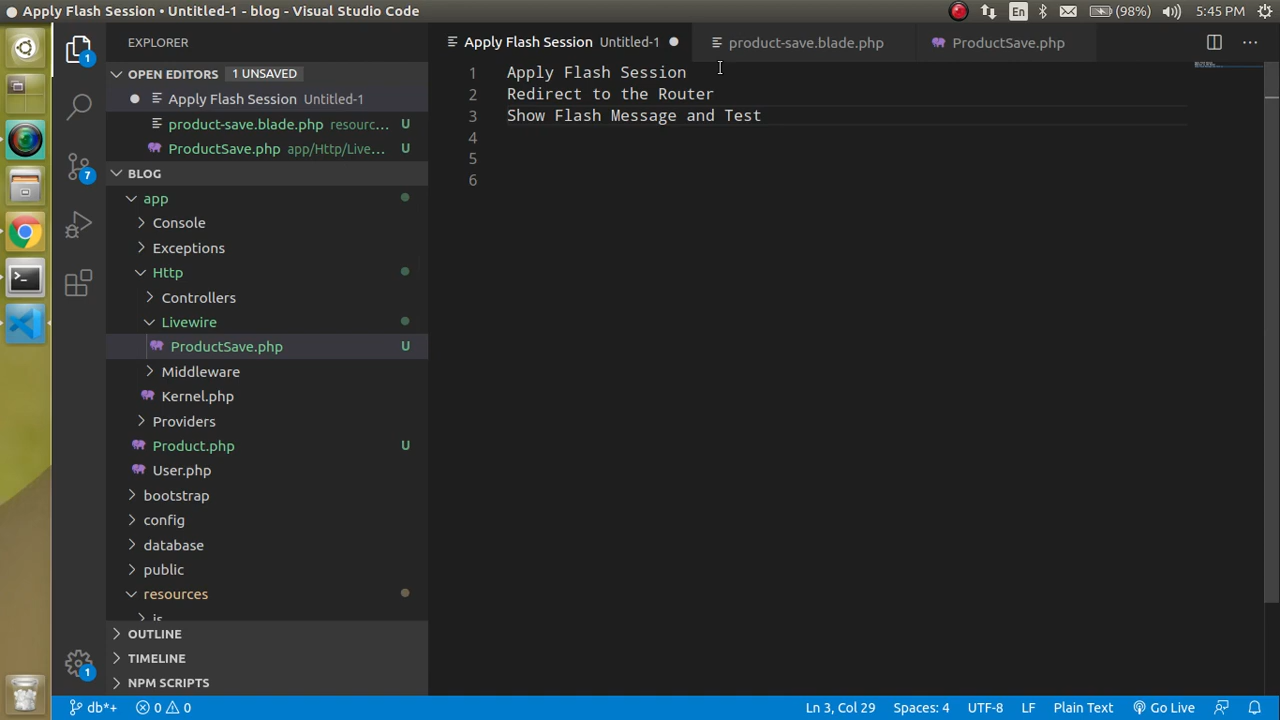 Apply Flash Session • Untitled-1 - blog - Visual Studio Code
En
(98%)
5:45 PM
EXPLORER
Apply Flash Session Untitled-1
product-save.blade.php
ProductSave.php
OPEN EDITORS 1 UNSAVED
Apply Flash Session Untitled-1
product-save.blade.php resourc... U
ProductSave.php app/Http/Live... U
BLOG
app
Console
Exceptions
Http
Controllers
Livewire
ProductSave.php U
Middleware
Kernel.php
Providers
Product.php U
User.php
bootstrap
config
database
public
resources
js
OUTLINE
TIMELINE
NPM SCRIPTS
1
7
1
1 Apply Flash Session
2 Redirect to the Router
3 Show Flash Message and Test
4
5
6
db*+
0
0
Ln 3, Col 29
Spaces: 4
UTF-8
LF
Plain Text
Go Live